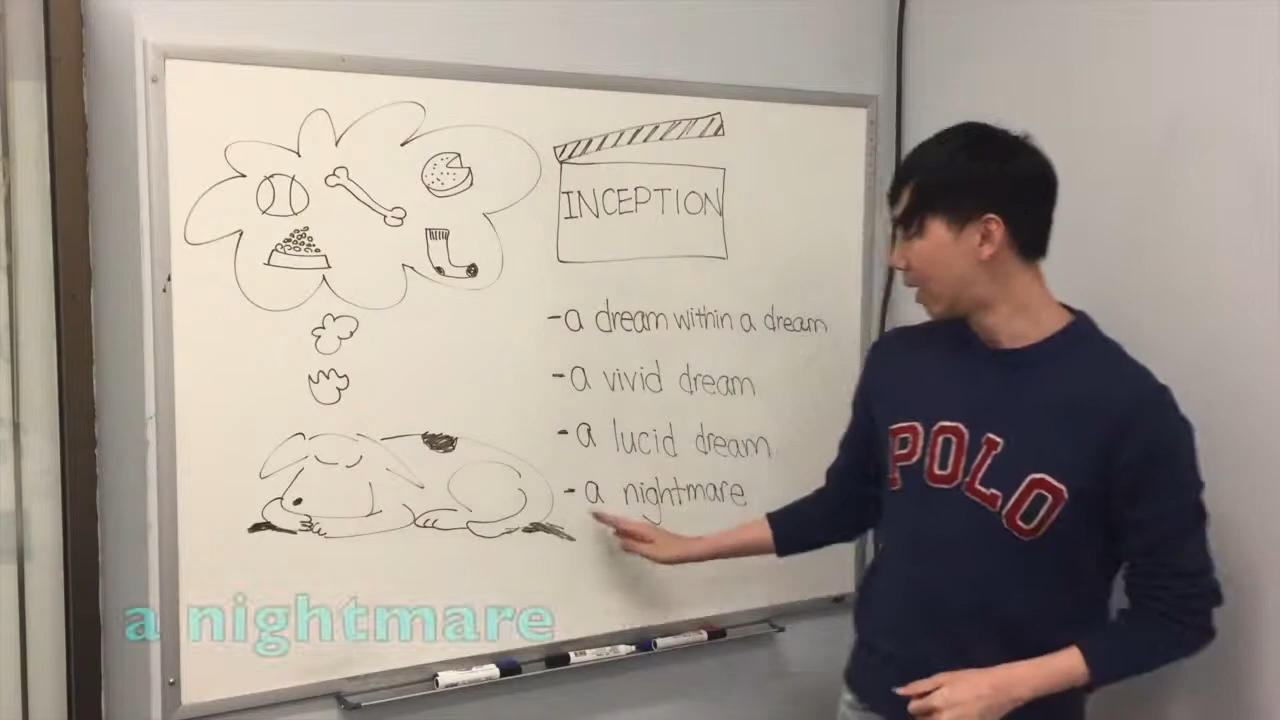 INCEPTION
-a dream within a dream
-a vivid dream
-a lucid dream
-a nightmare
POLO
a nightmare